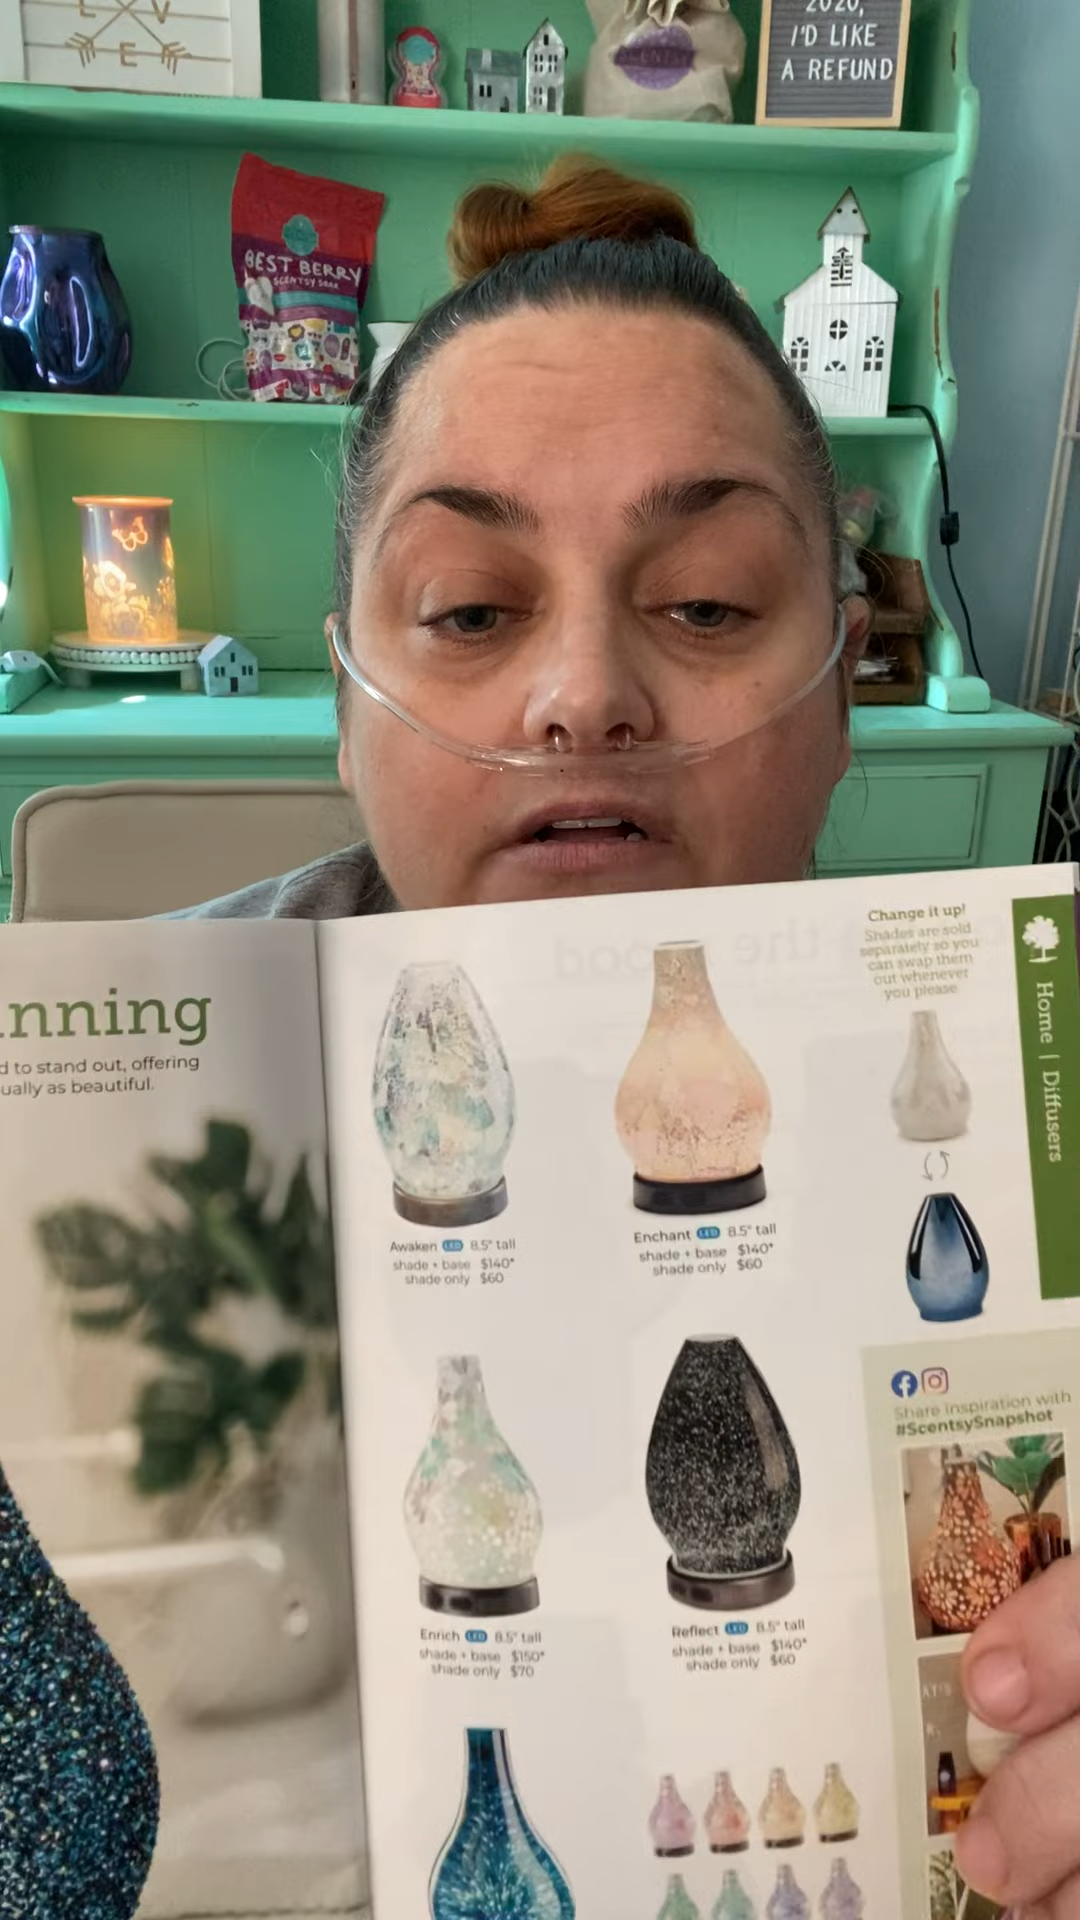 L V
E
2020,
I'D LIKE
A REFUND
SCENTSY
BEST BERRY
SCENTSY SOAK
nning
d to stand out, offering
ually as beautiful.
Change it up!
Shades are sold
separately so you
can swap them
out whenever
you please.
Home | Diffusers
Awaken LED 8.5" tall
shade + base $140*
shade only $60
Enchant LED 8.5" tall
shade + base $140*
shade only $60
Enrich LED 8.5" tall
shade + base $150*
shade only $70
Reflect LED 8.5" tall
shade + base $140*
shade only $60
Share inspiration with
#ScentsySnapshot